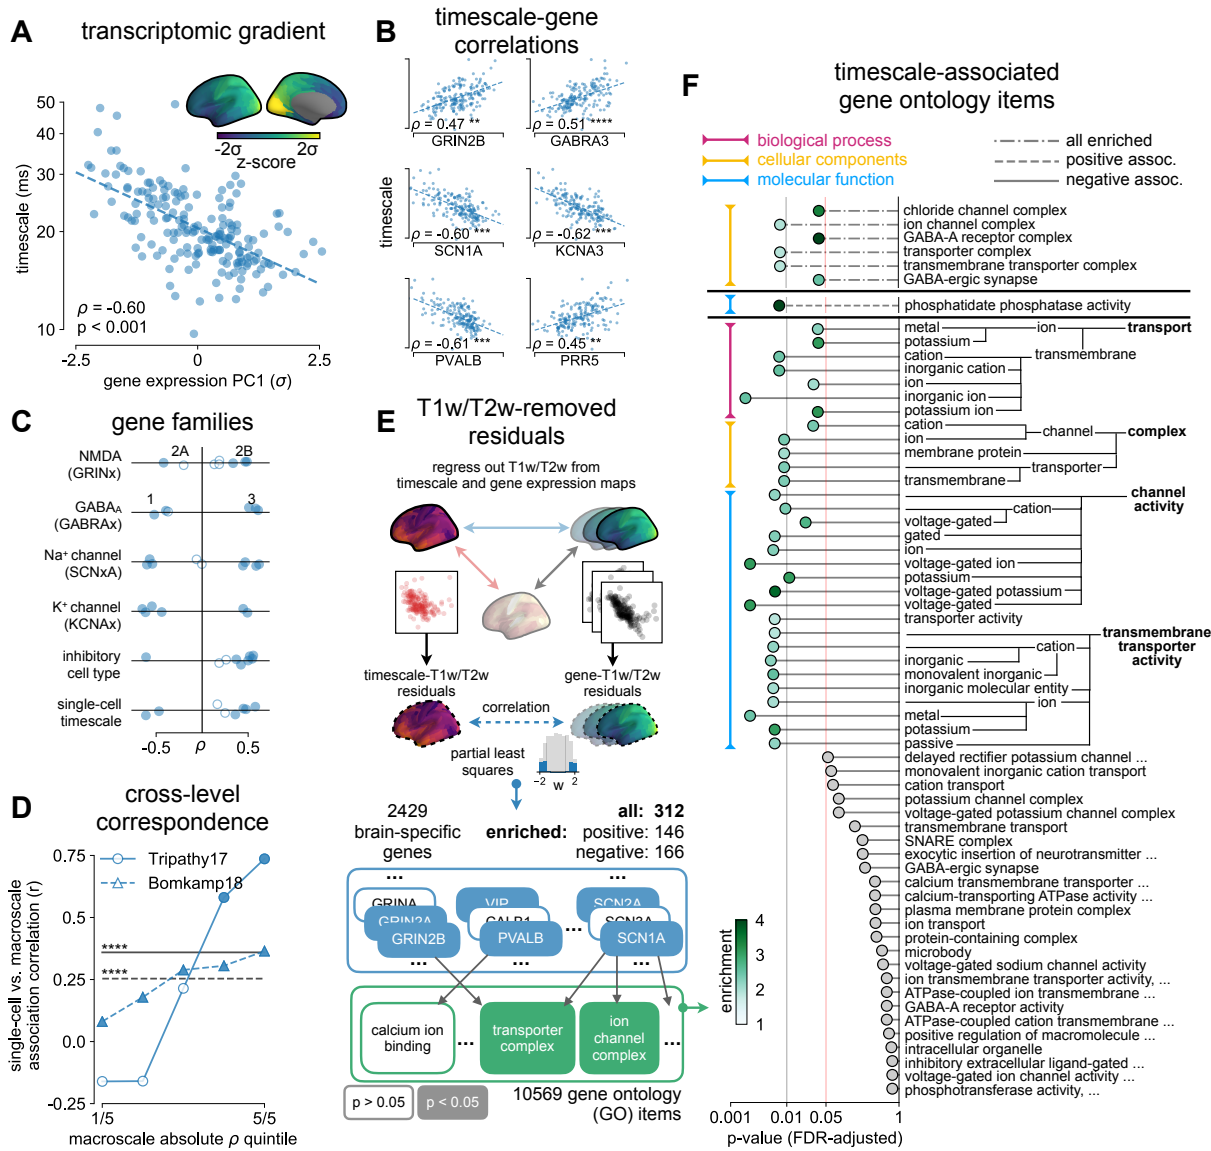 A
transcriptomic gradient
50
40
30
20
10
timescale (ms)
-2σ
2σ
z-score
ρ = -0.60
p < 0.001
-2.5
0
2.5
gene expression PC1 (σ)
B
timescale-gene
correlations
timescale
ρ = 0.47 **
GRIN2B
ρ = 0.51 ****
GABRA3
ρ = -0.60 ***
SCN1A
ρ = -0.62 ***
KCNA3
ρ = -0.61 ***
PVALB
ρ = 0.45 **
PRR5
C
gene families
NMDA
(GRINx)
2A
2B
GABAA
(GABRAx)
1
3
Na+ channel
(SCNxA)
K+ channel
(KCNAx)
inhibitory
cell type
single-cell
timescale
-0.5
ρ
0.5
D
cross-level
correspondence
0.75
0.5
0.25
0.0
-0.25
single-cell vs. macroscale
association correlation (r)
Tripathy17
Bomkamp18
****
****
1/5
5/5
macroscale absolute ρ quintile
E
T1w/T2w-removed
residuals
regress out T1w/T2w from
timescale and gene expression maps
timescale-T1w/T2w
residuals
gene-T1w/T2w
residuals
correlation
partial least
squares
−2
2
w
2429
brain-specific
genes
all: 312
enriched: positive: 146
negative: 166
...
...
GRINA
GRIN2A
GRIN2B
VIP
CALB1
PVALB
...
SCN2A
SCN3A
SCN1A
...
...
...
calcium ion
binding
...
transporter
complex
ion
channel
complex
...
p > 0.05
p < 0.05
10569 gene ontology
(GO) items
F
timescale-associated
gene ontology items
biological process
cellular components
molecular function
all enriched
positive assoc.
negative assoc.
chloride channel complex
ion channel complex
GABA-A receptor complex
transporter complex
transmembrane transporter complex
GABA-ergic synapse
phosphatidate phosphatase activity
metal
ion
transport
potassium
cation
transmembrane
inorganic cation
ion
inorganic ion
potassium ion
cation
ion
channel
complex
membrane protein
transporter
transmembrane
channel
activity
cation
voltage-gated
gated
ion
voltage-gated ion
potassium
voltage-gated potassium
voltage-gated
transporter activity
transmembrane
transporter
activity
cation
inorganic
monovalent inorganic
inorganic molecular entity
ion
metal
potassium
passive
delayed rectifier potassium channel ...
monovalent inorganic cation transport
cation transport
potassium channel complex
voltage-gated potassium channel complex
transmembrane transport
SNARE complex
exocytic insertion of neurotransmitter ...
GABA-ergic synapse
calcium transmembrane transporter ...
calcium-transporting ATPase activity ...
plasma membrane protein complex
ion transport
protein-containing complex
microbody
voltage-gated sodium channel activity
ion transmembrane transporter activity, ...
ATPase-coupled ion transmembrane ...
GABA-A receptor activity
ATPase-coupled cation transmembrane ...
positive regulation of macromolecule ...
intracellular organelle
inhibitory extracellular ligand-gated ...
voltage-gated ion channel activity ...
phosphotransferase activity, ...
enrichment
4
3
2
1
0.001
0.01
0.05
1
p-value (FDR-adjusted)